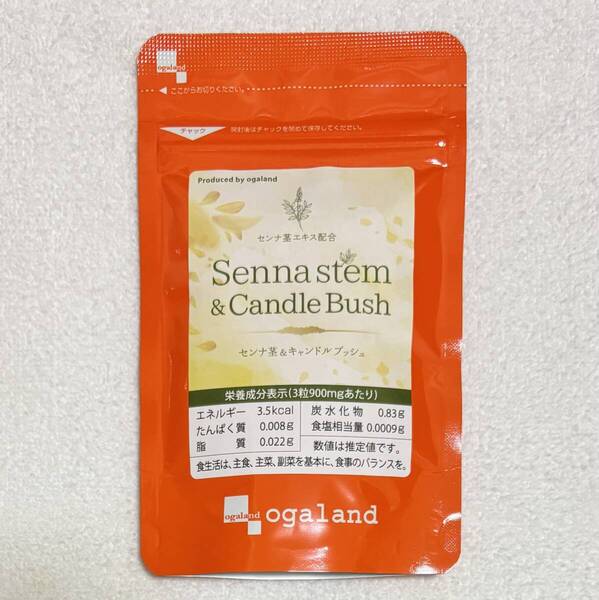 ogaland
ここからお切りください。
チャック
開封後はチャックを閉めて保存してください。
Produced by ogaland
センナ茎エキス配合
Senna stem
& Candle Bush
センナ茎&キャンドルブッシュ
栄養成分表示(3粒900mgあたり)
エネルギー 3.5kcal 炭水化物 0.83g
たんぱく質 0.008g 食塩相当量 0.0009g
脂質 0.022g 数値は推定値です。
食生活は、主食、主菜、副菜を基本に、食事のバランスを。
ogaland ogaland